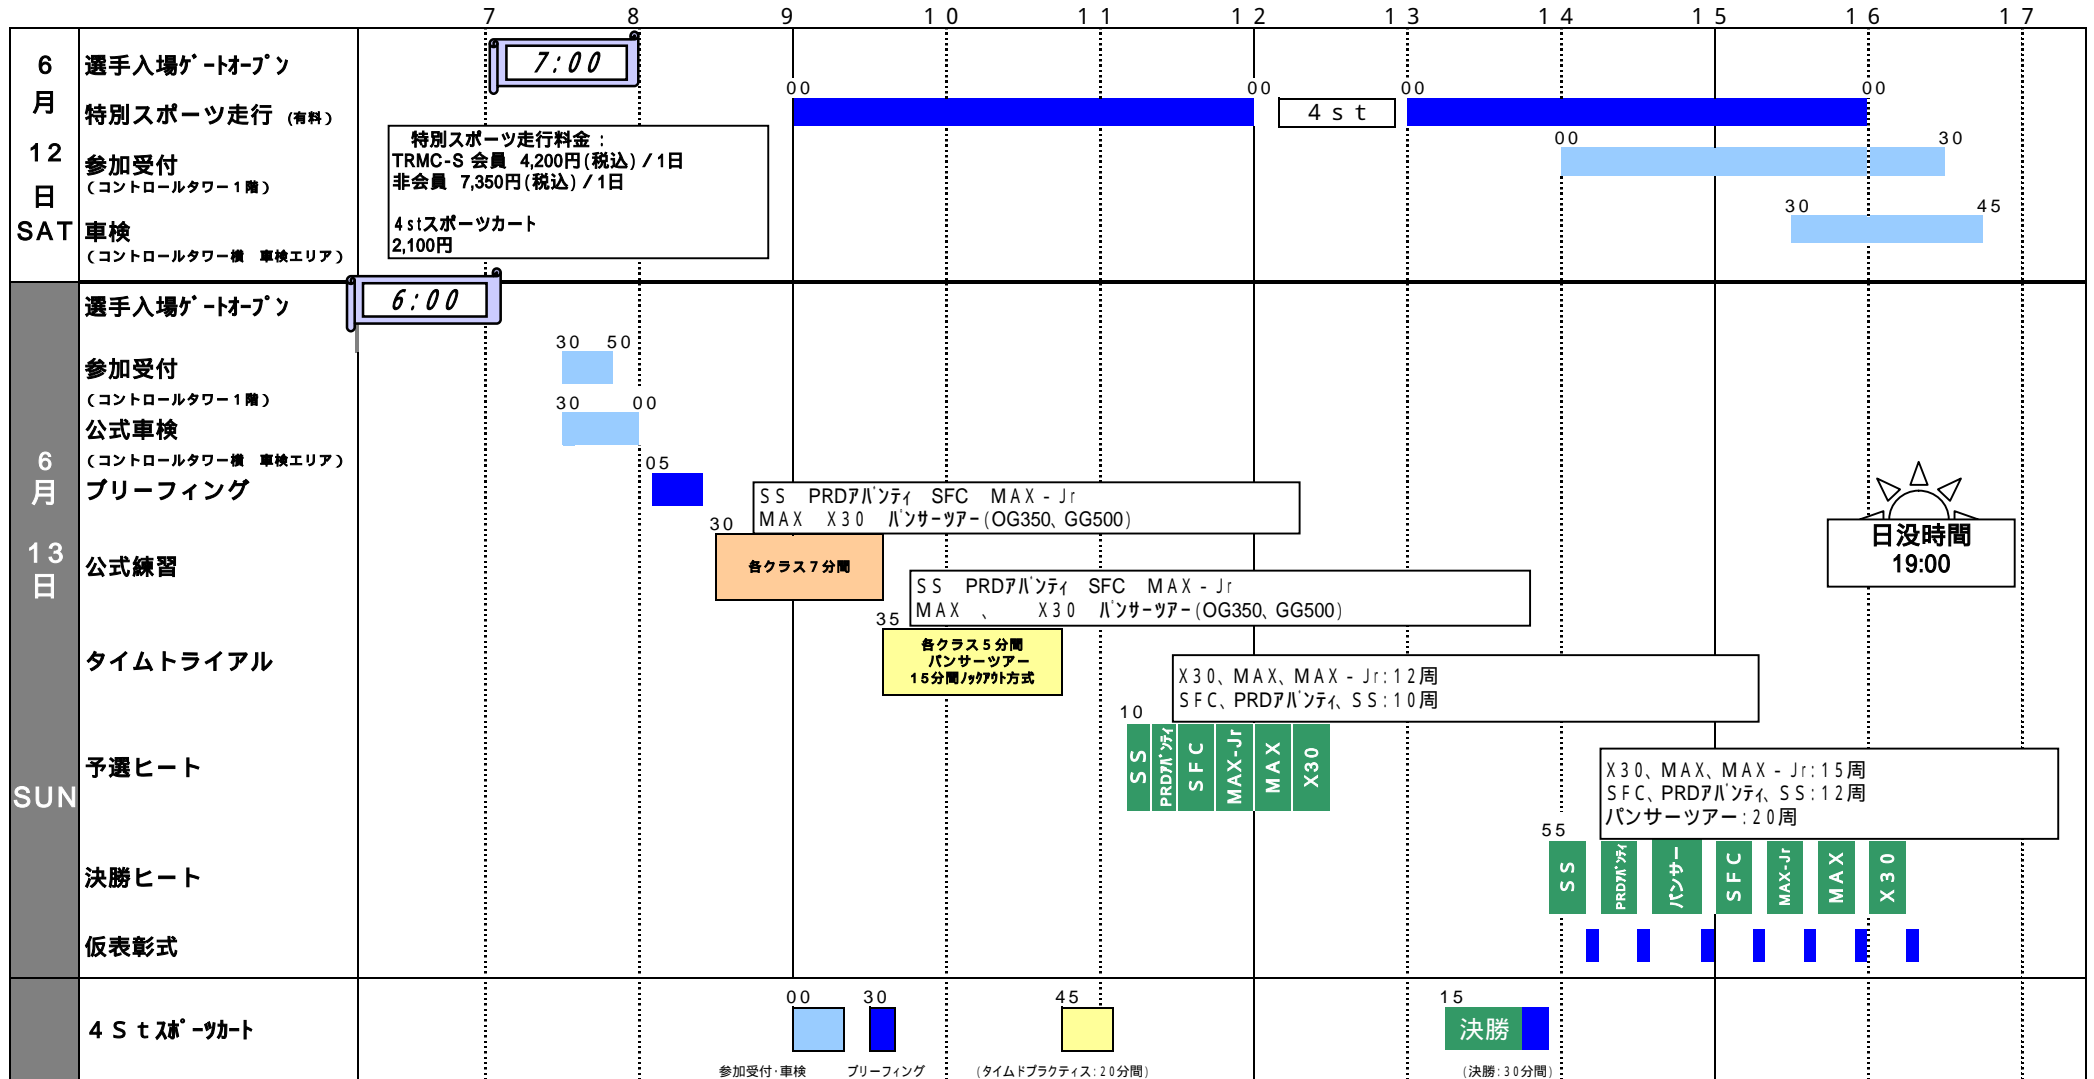 7 8 9 10 11 12 13 14 15 16 17
6
月
12
日
SAT
選手入場ｹﾞｰﾄｵｰﾌﾟﾝ
7:00
特別スポーツ走行 (有料)
00 00 00 00
4st
特別スポーツ走行料金：
TRMC-S 会員 4,200円(税込)/1日
非会員 7,350円(税込)/1日
4stスポーツカート
2,100円
参加受付
(コントロールタワー1階)
00 30
車検
(コントロールタワー横 車検エリア)
30 45
6
月
13
日
SUN
選手入場ｹﾞｰﾄｵｰﾌﾟﾝ
6:00
参加受付
(コントロールタワー1階)
30 50
公式車検
(コントロールタワー横 車検エリア)
30 00
ブリーフィング
05
SS PRDｱﾊﾞﾝﾃｨ SFC MAX-Jr
MAX X30 ﾊﾟﾝｻｰﾂｱｰ(OG350、GG500)
公式練習
30
各クラス7分間
SS PRDｱﾊﾞﾝﾃｨ SFC MAX-Jr
MAX 、 X30 ﾊﾟﾝｻｰﾂｱｰ(OG350、GG500)
日没時間
19:00
タイムトライアル
35
各クラス5分間
パンサーツアー
15分間ﾉｯｸｱｳﾄ方式
X30、MAX、MAX-Jr:12周
SFC、PRDｱﾊﾞﾝﾃｨ、SS:10周
予選ヒート
10
SS PRDｱﾊﾞﾝﾃｨ SFC MAX-Jr MAX X30
X30、MAX、MAX-Jr:15周
SFC、PRDｱﾊﾞﾝﾃｨ、SS:12周
パンサーツアー:20周
決勝ヒート
55
SS PRDｱﾊﾞﾝﾃｨ パンサー SFC MAX-Jr MAX X30
仮表彰式
4Stｽﾎﾟｰﾂｶｰﾄ
00 30 45 15
決勝
参加受付・車検 ブリーフィング (タイムドプラクティス:20分間) (決勝:30分間)